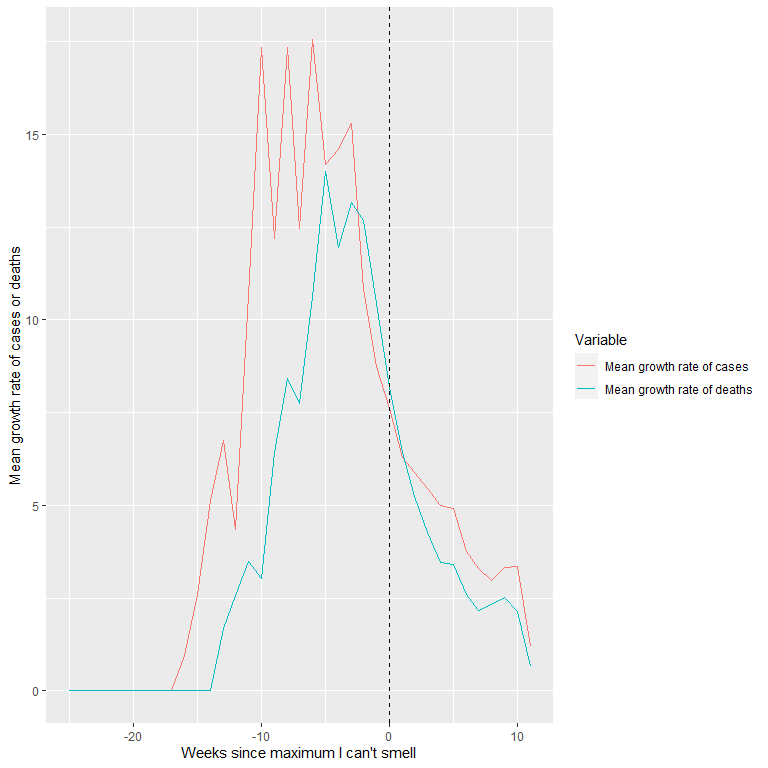 Mean growth rate of cases or deaths
15
10
5
0
-20
-10
0
10
Weeks since maximum I can't smell
Variable
Mean growth rate of cases
Mean growth rate of deaths